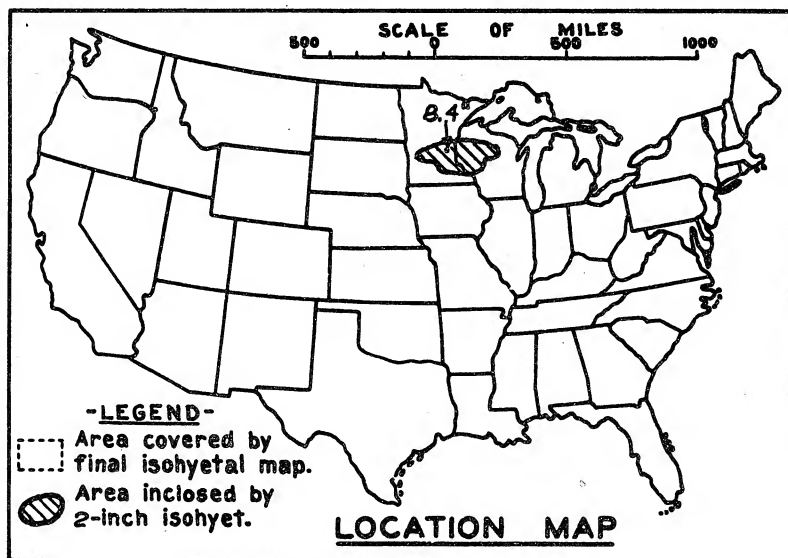 SCALE OF MILES
500 0 500 1000
8.4
-LEGEND-
Area covered by
final isohyetal map.
Area inclosed by
2-inch isohyet.
LOCATION MAP